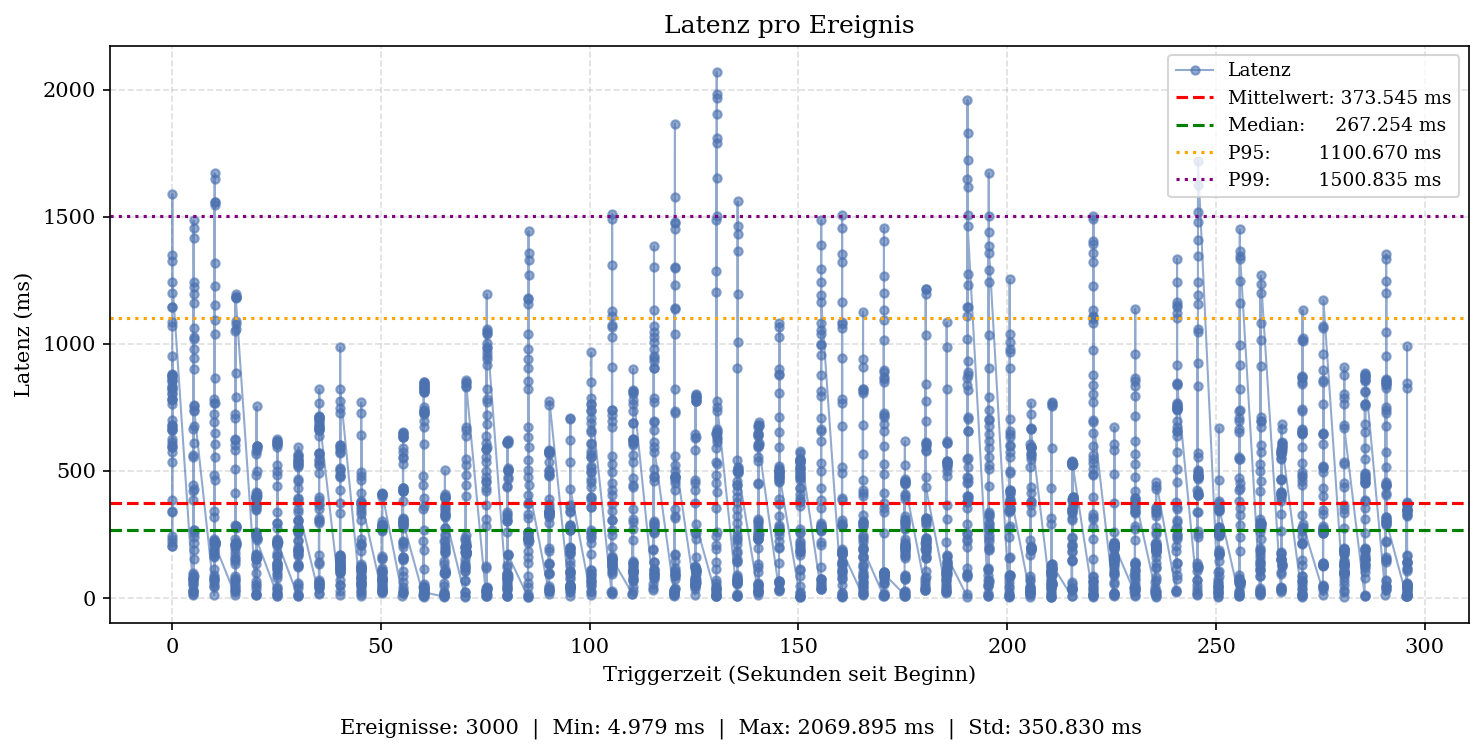 Latenz pro Ereignis
Latenz (ms)
2000
1500
1000
500
0
Latenz
Mittelwert: 373.545 ms
Median: 267.254 ms
P95: 1100.670 ms
P99: 1500.835 ms
0 50 100 150 200 250 300
Triggerzeit (Sekunden seit Beginn)
Ereignisse: 3000 | Min: 4.979 ms | Max: 2069.895 ms | Std: 350.830 ms